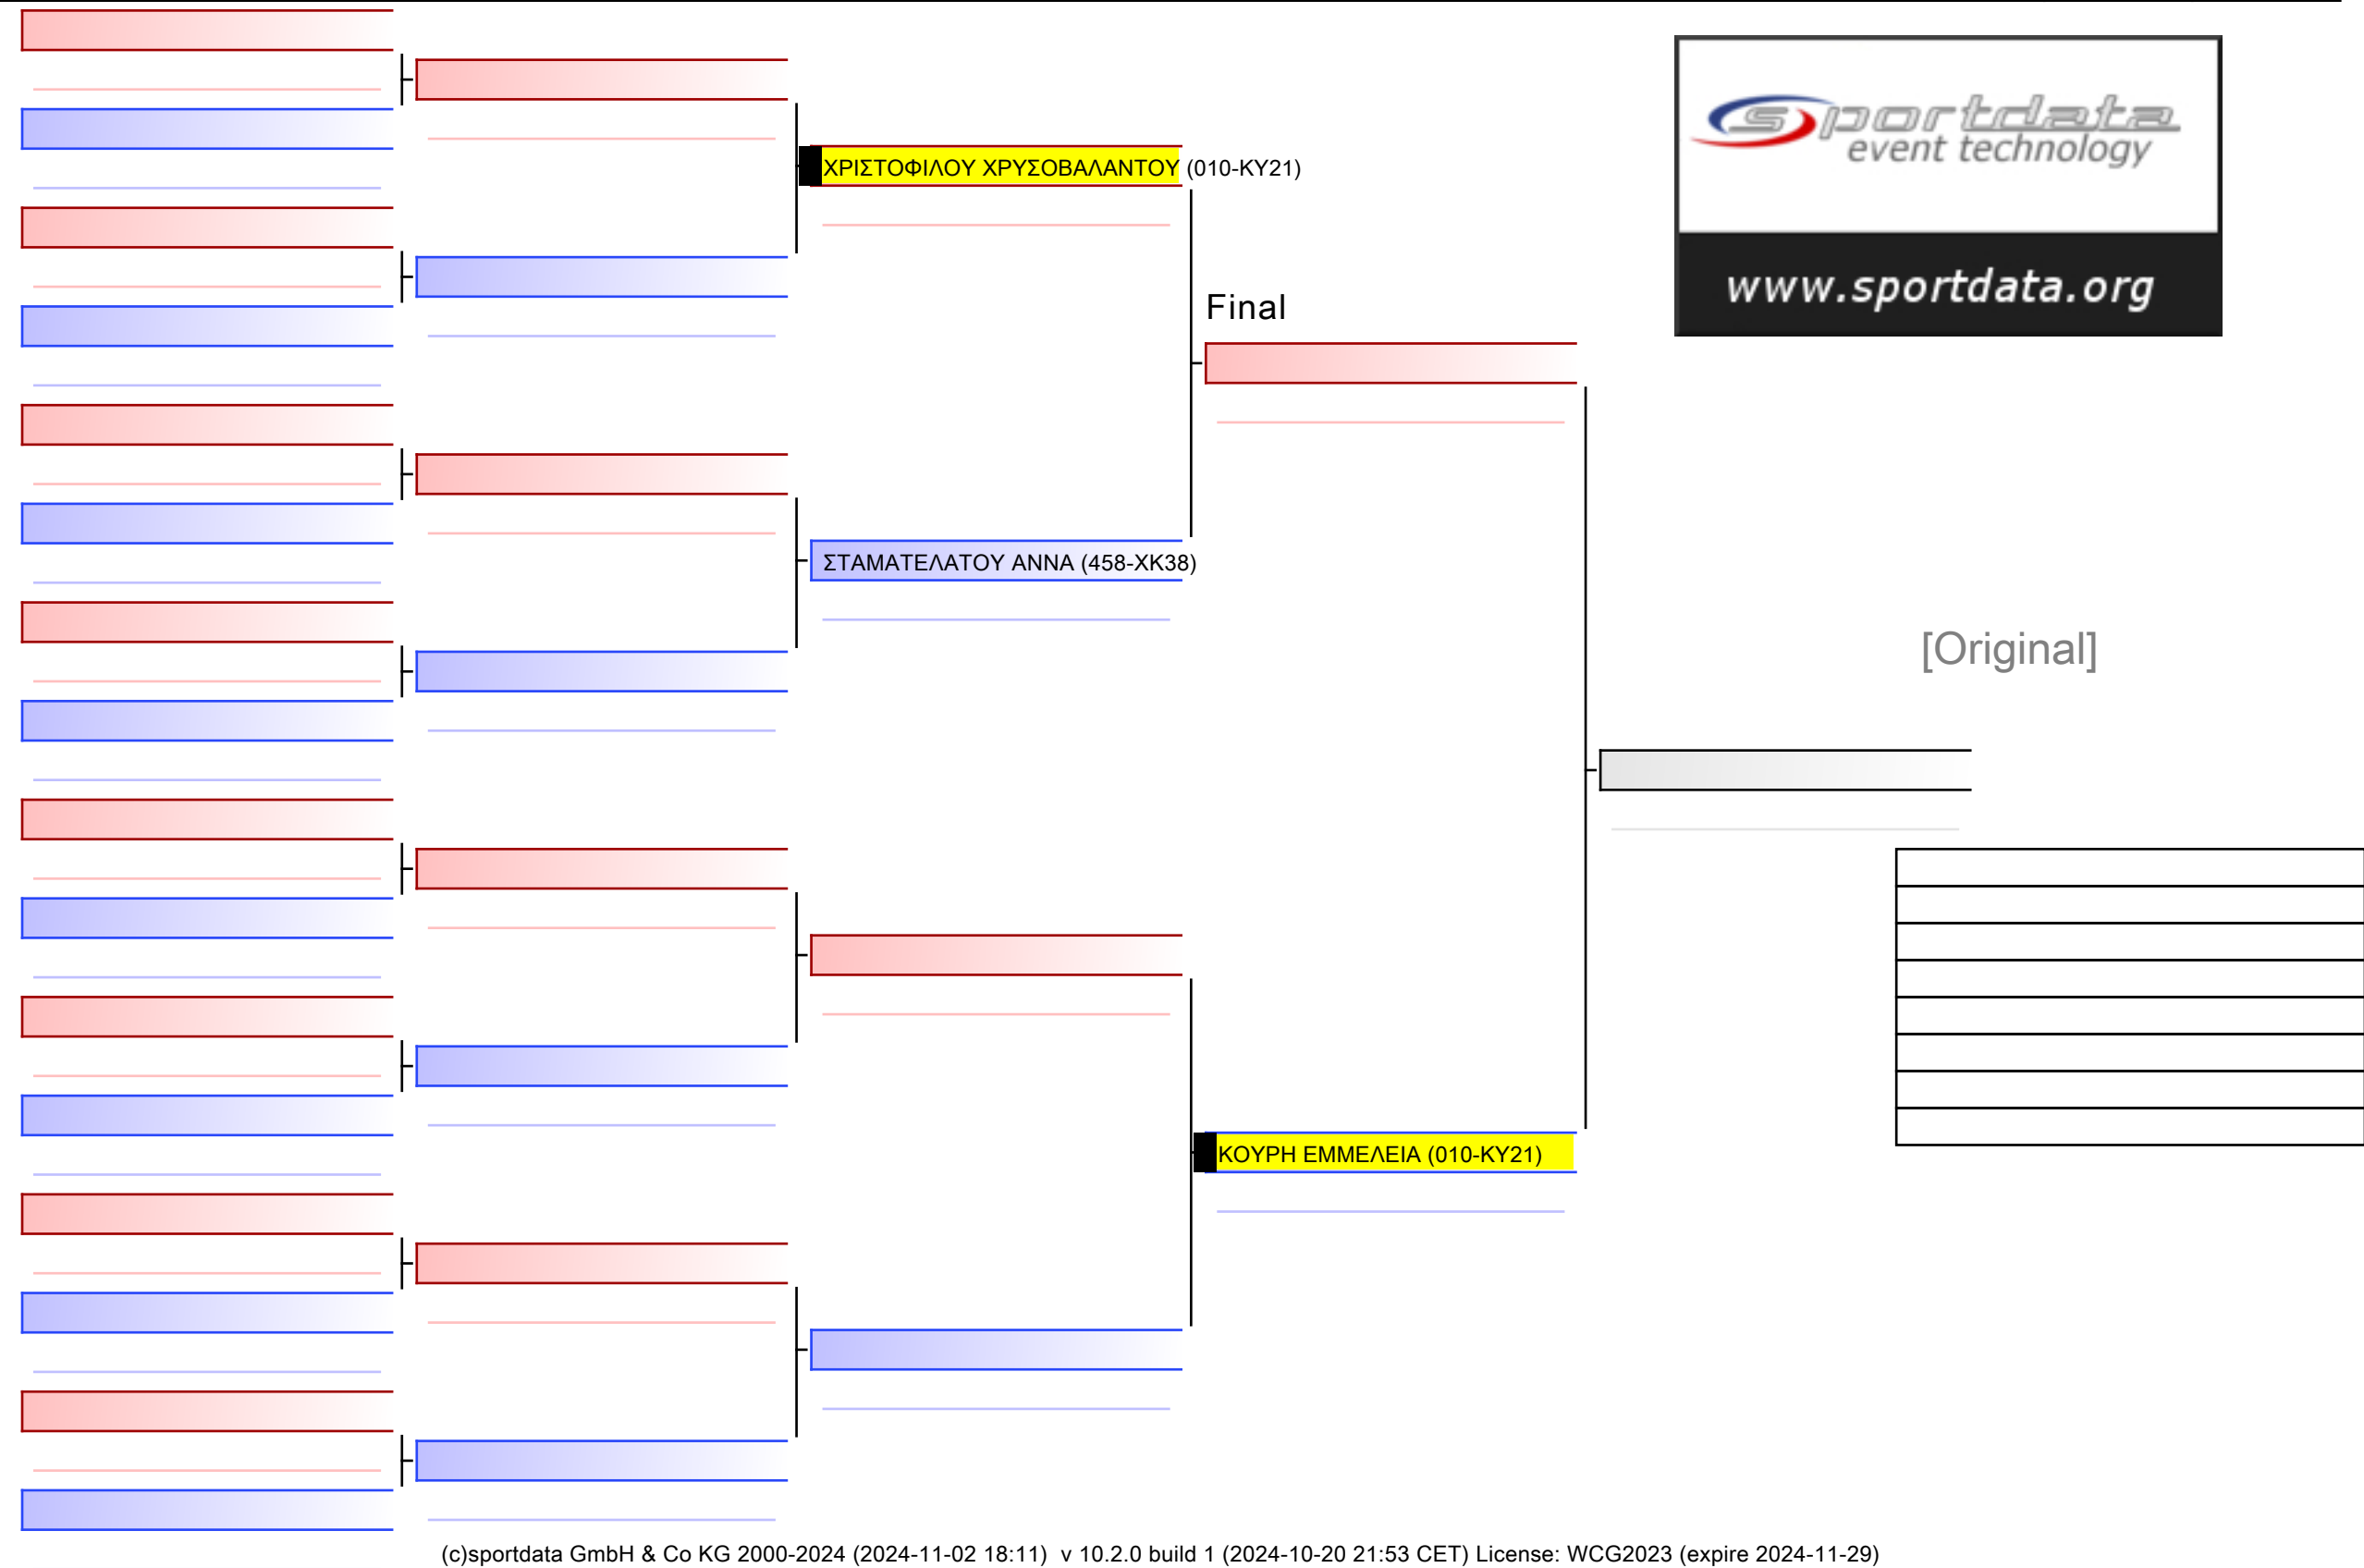 sportdata
event technology
www.sportdata.org
ΧΡΙΣΤΟΦΙΛΟΥ ΧΡΥΣΟΒΑΛΑΝΤΟΥ (010-ΚΥ21)
Final
ΣΤΑΜΑΤΕΛΑΤΟΥ ΑΝΝΑ (458-ΧΚ38)
[Original]
ΚΟΥΡΗ ΕΜΜΕΛΕΙΑ (010-ΚΥ21)
(c)sportdata GmbH & Co KG 2000-2024 (2024-11-02 18:11) v 10.2.0 build 1 (2024-10-20 21:53 CET) License: WCG2023 (expire 2024-11-29)